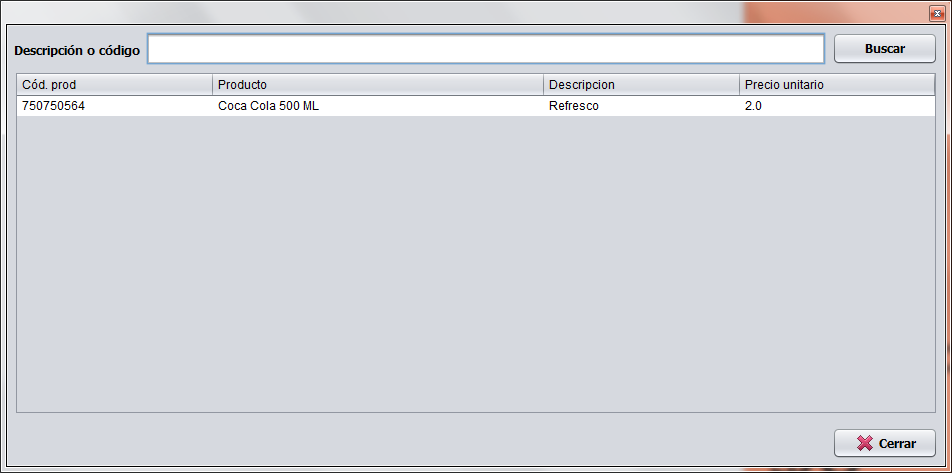 Descripción o código Buscar
Cód. prod Producto Descripcion Precio unitario
750750564 Coca Cola 500 ML Refresco 2.0
Cerrar